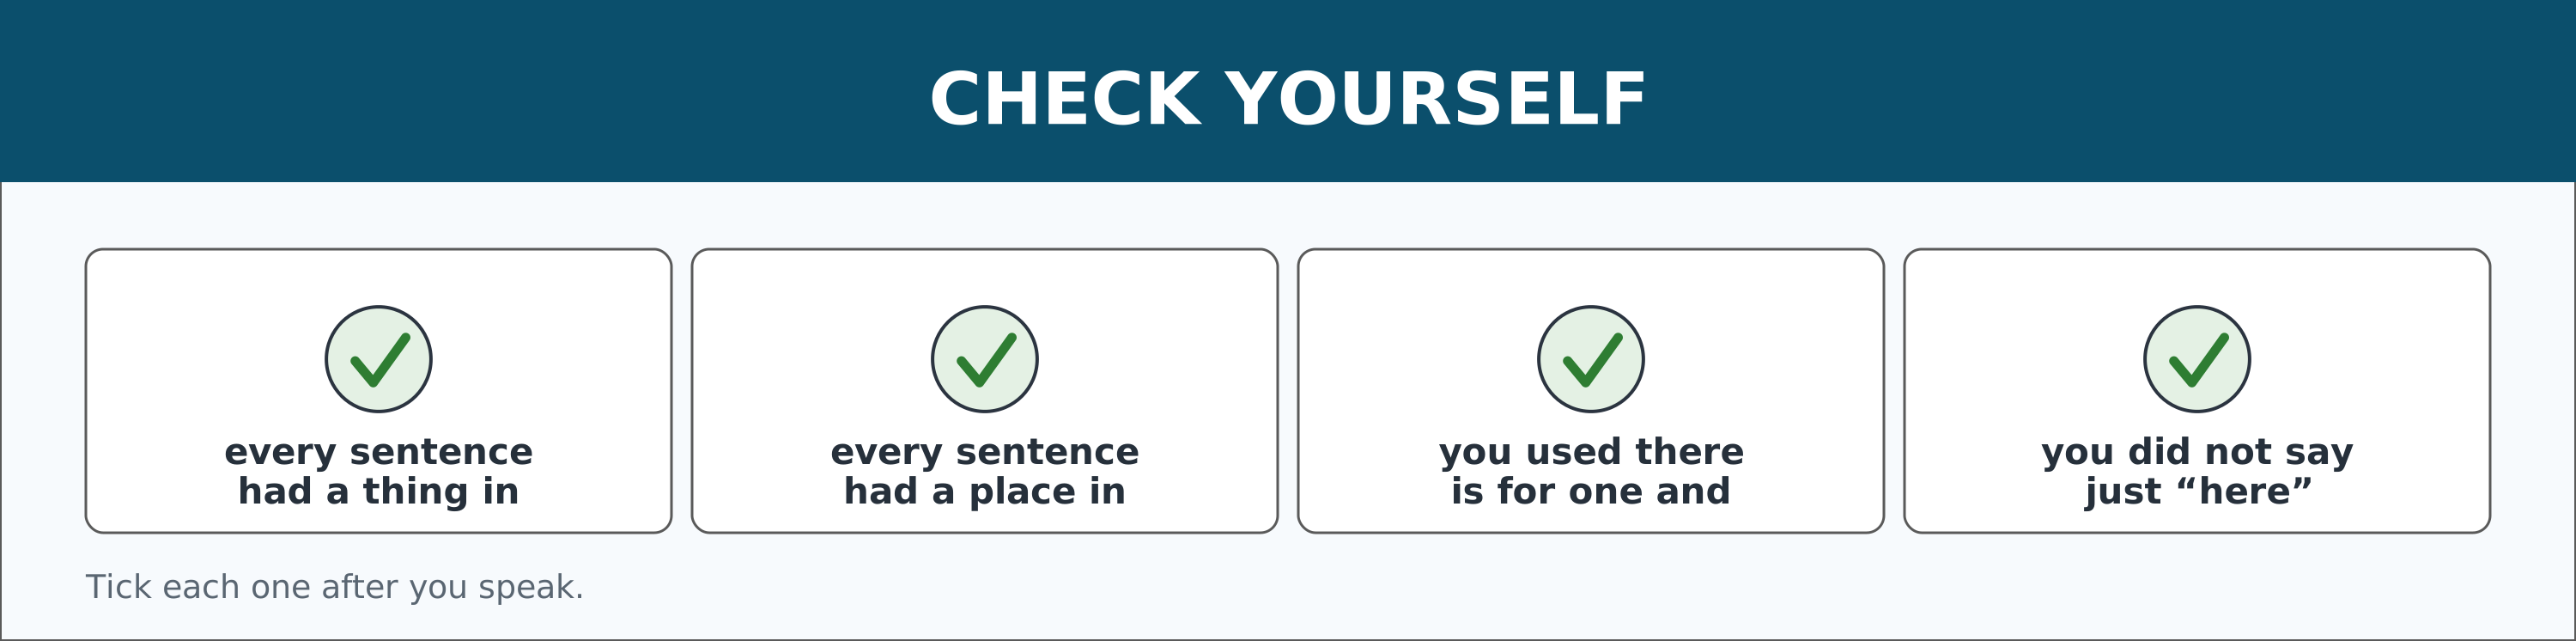 CHECK YOURSELF
every sentence
had a thing in
every sentence
had a place in
you used there
is for one and
you did not say
just “here”
Tick each one after you speak.